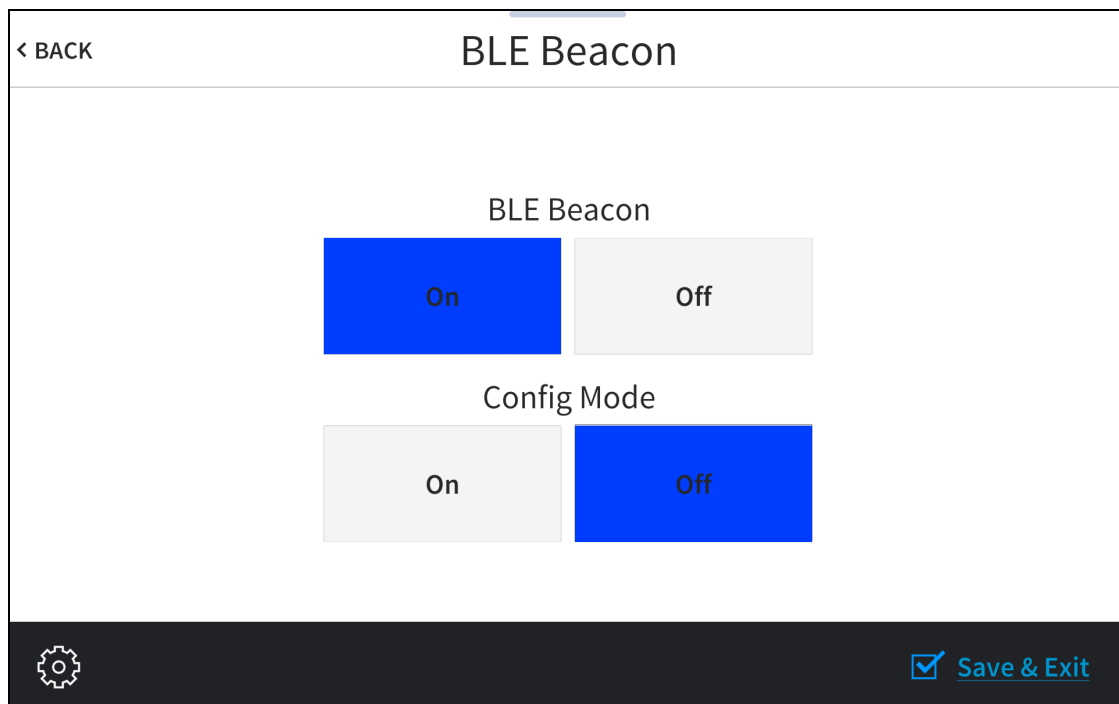 < BACK
BLE Beacon
BLE Beacon
On Off
Config Mode
On Off
Save & Exit